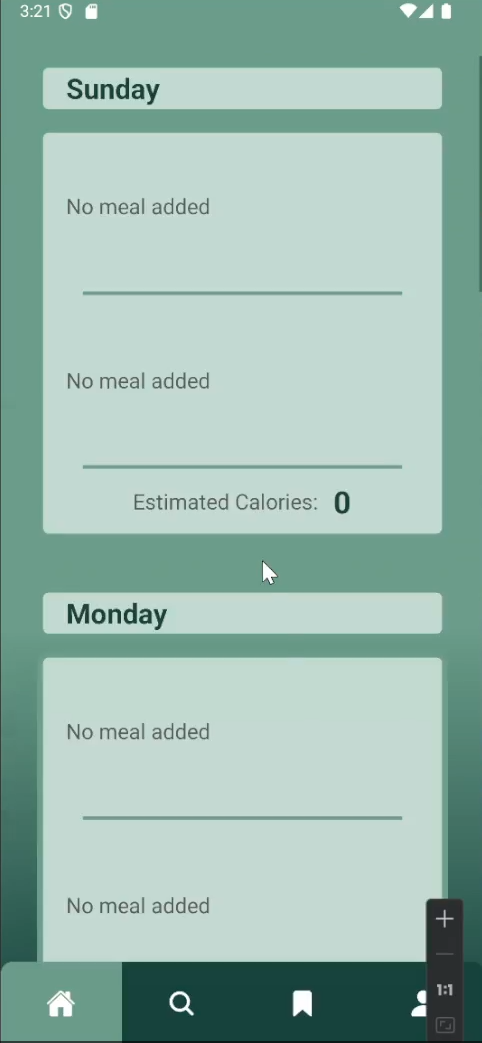 3:21
Sunday
No meal added
No meal added
Estimated Calories: 0
Monday
No meal added
No meal added
1:1